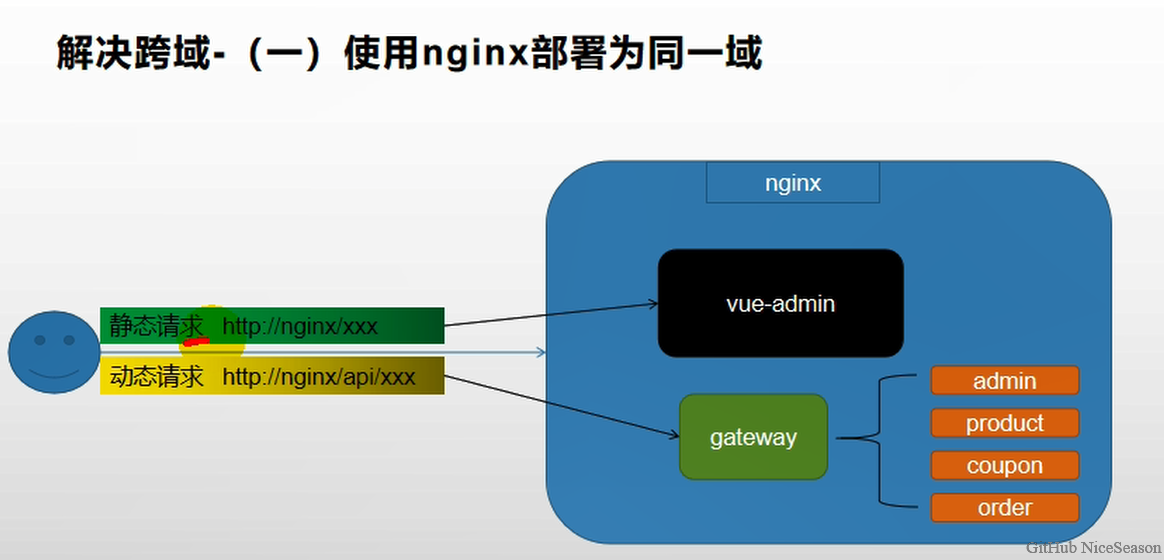 解决跨域-（一）使用nginx部署为同一域
nginx
vue-admin
静态请求 http://nginx/xxx
动态请求 http://nginx/api/xxx
gateway
admin
product
coupon
order
GitHub NiceSeason